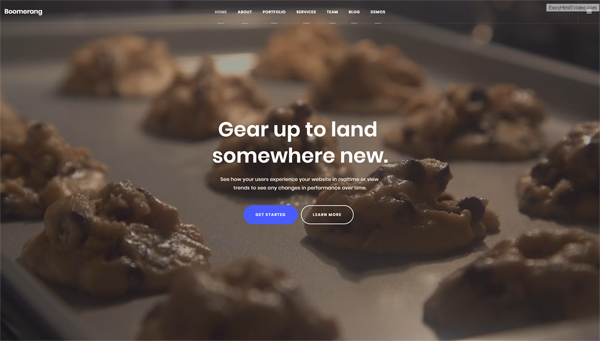 Boomerang
HOME ABOUT PORTFOLIO SERVICES TEAM BLOG DEMOS
Gear up to land
somewhere new.
See how your users experience your website in realtime or view
trends to see any changes in performance over time.
GET STARTED LEARN MORE